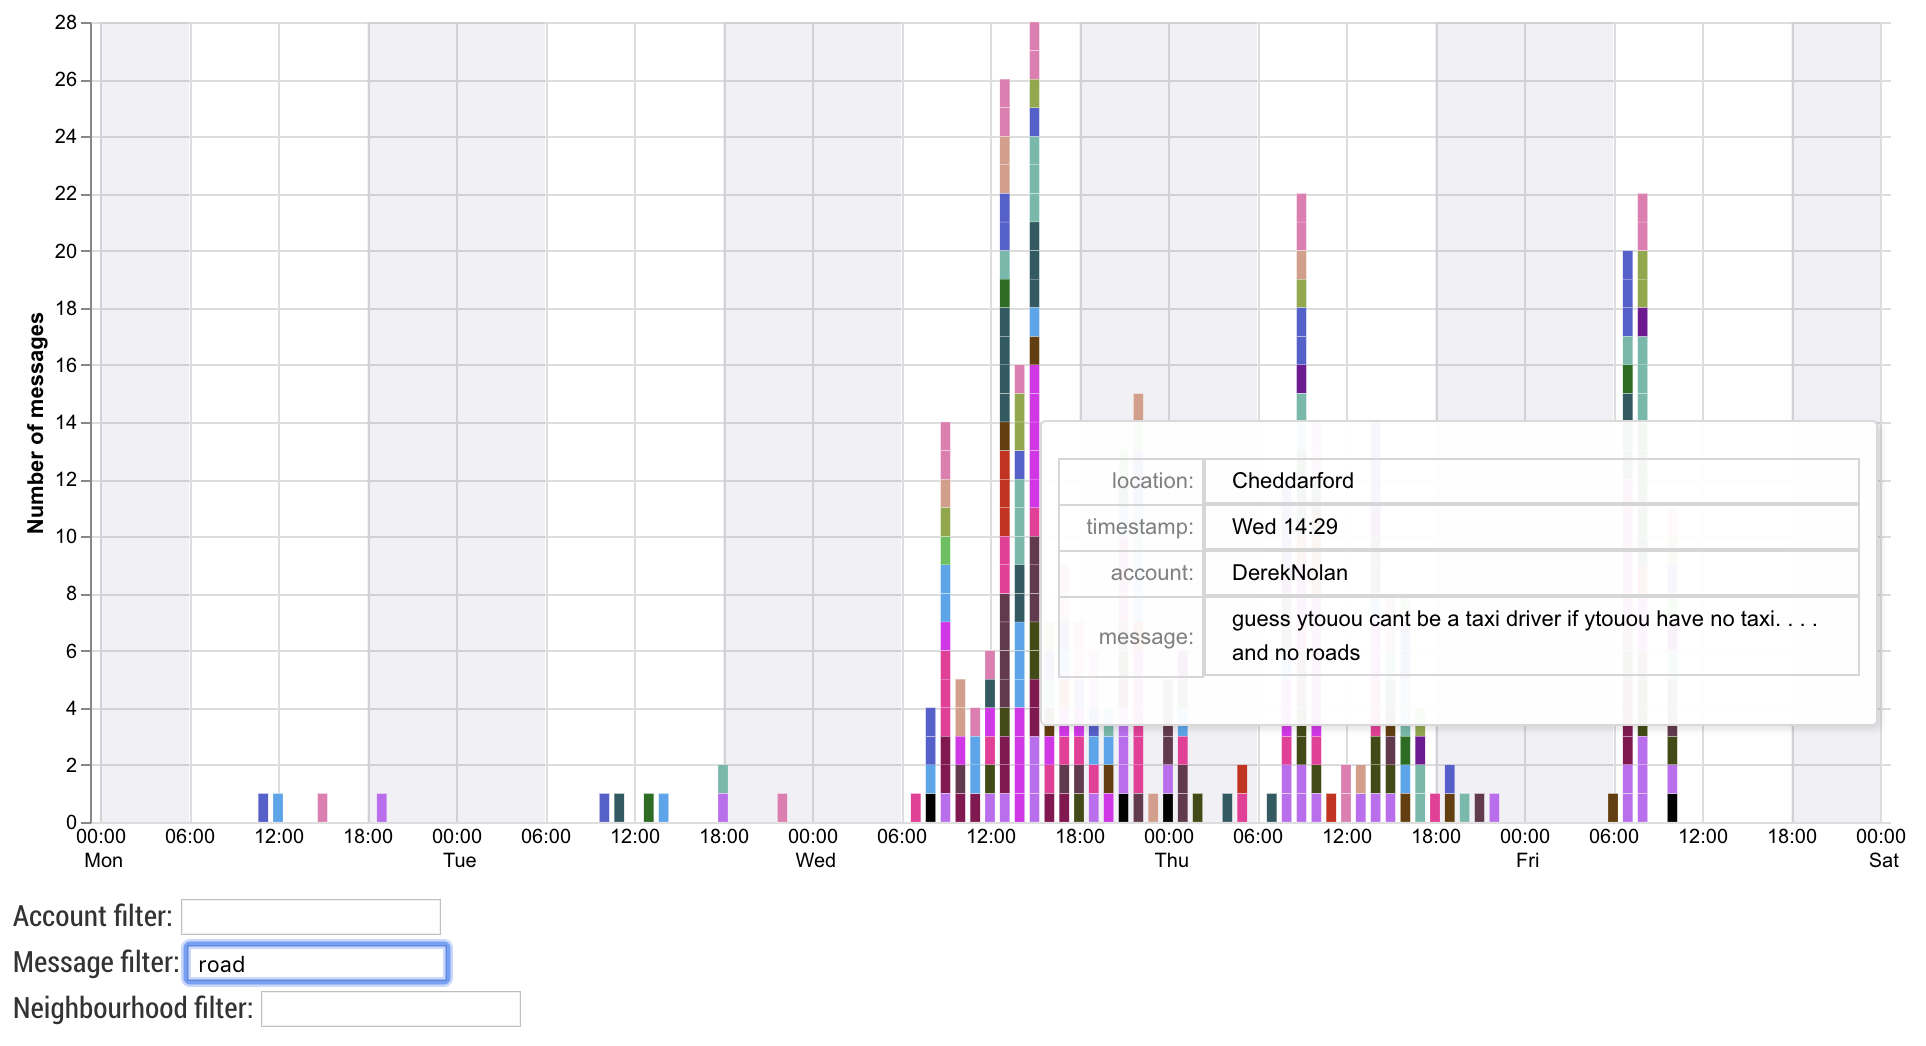 28
26
24
22
20
18
16
14
12
10
8
6
4
2
0
Number of messages
location: Cheddarford
timestamp: Wed 14:29
account: DerekNolan
message: guess ytouou cant be a taxi driver if ytouou have no taxi. . . .
and no roads
00:00 06:00 12:00 18:00 00:00 06:00 12:00 18:00 00:00 06:00 12:00 18:00 00:00 06:00 12:00 18:00 00:00 06:00 12:00 18:00 00:00
Mon Tue Wed Thu Fri Sat
Account filter:
Message filter: road
Neighbourhood filter: